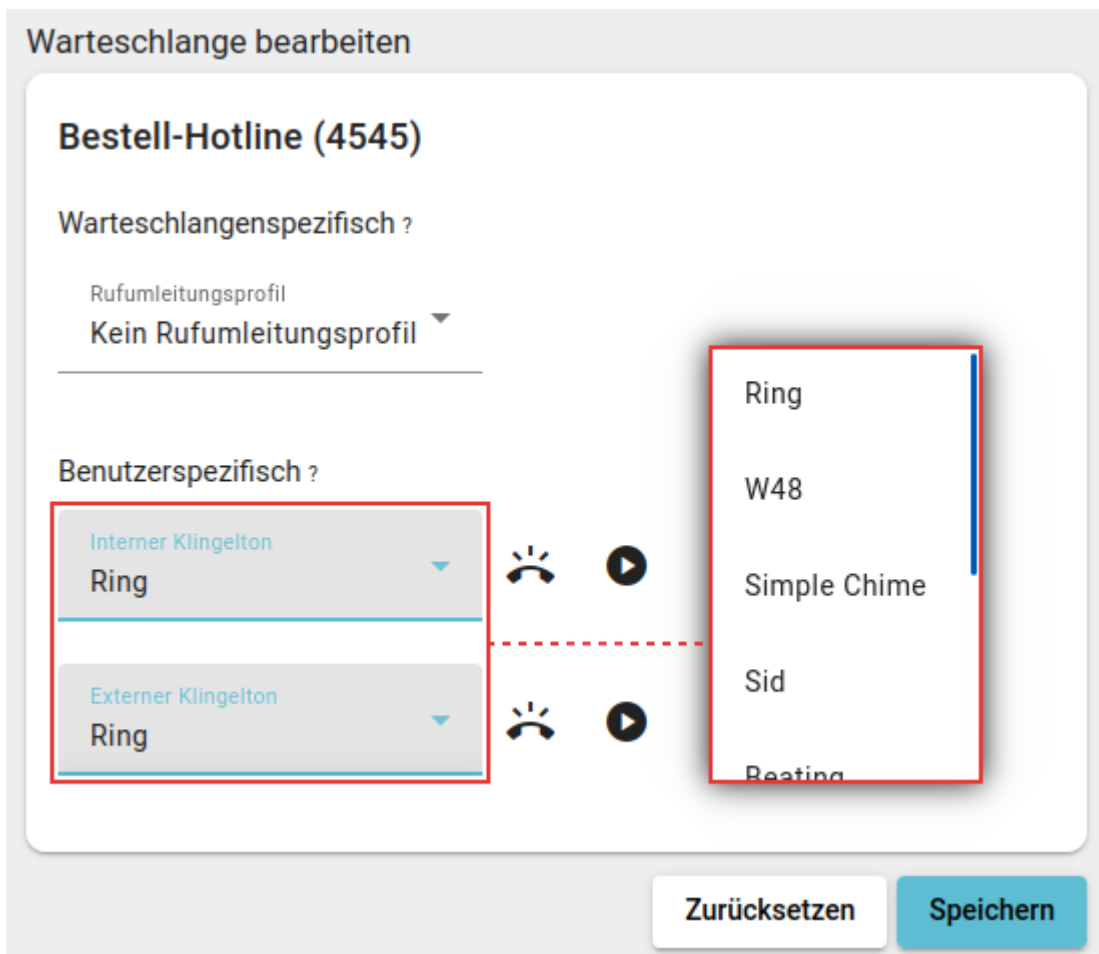 Warteschlange bearbeiten
Bestell-Hotline (4545)
Warteschlangenspezifisch ?
Rufumleitungsprofil
Kein Rufumleitungsprofil
Benutzerspezifisch ?
Interner Klingelton
Ring
Externer Klingelton
Ring
Ring
W48
Simple Chime
Sid
Beating
Zurücksetzen
Speichern